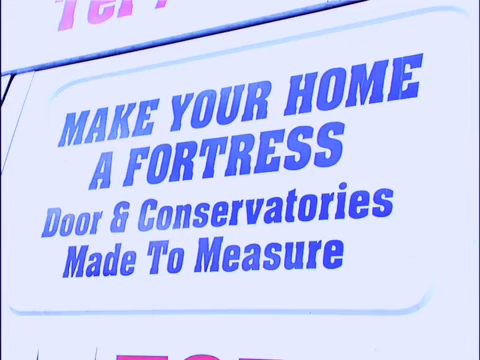 MAKE YOUR HOME
A FORTRESS
Door & Conservatories
Made To Measure